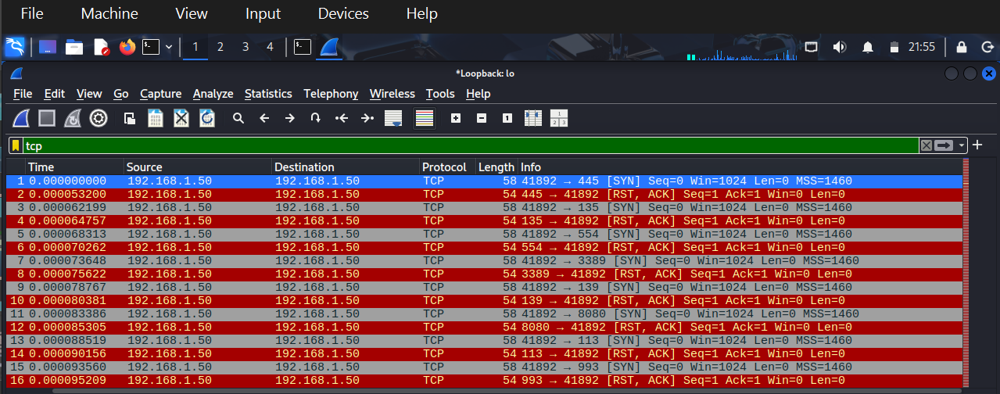 File Machine View Input Devices Help
1 2 3 4 21:55
*Loopback: lo
File Edit View Go Capture Analyze Statistics Telephony Wireless Tools Help
tcp
Time Source Destination Protocol Length Info
1 0.000000000 192.168.1.50 192.168.1.50 TCP 58 41892 → 445 [SYN] Seq=0 Win=1024 Len=0 MSS=1460
2 0.000053200 192.168.1.50 192.168.1.50 TCP 54 445 → 41892 [RST, ACK] Seq=1 Ack=1 Win=0 Len=0
3 0.000062199 192.168.1.50 192.168.1.50 TCP 58 41892 → 135 [SYN] Seq=0 Win=1024 Len=0 MSS=1460
4 0.000064757 192.168.1.50 192.168.1.50 TCP 54 135 → 41892 [RST, ACK] Seq=1 Ack=1 Win=0 Len=0
5 0.000068313 192.168.1.50 192.168.1.50 TCP 58 41892 → 554 [SYN] Seq=0 Win=1024 Len=0 MSS=1460
6 0.000070262 192.168.1.50 192.168.1.50 TCP 54 554 → 41892 [RST, ACK] Seq=1 Ack=1 Win=0 Len=0
7 0.000073648 192.168.1.50 192.168.1.50 TCP 58 41892 → 3389 [SYN] Seq=0 Win=1024 Len=0 MSS=1460
8 0.000075622 192.168.1.50 192.168.1.50 TCP 54 3389 → 41892 [RST, ACK] Seq=1 Ack=1 Win=0 Len=0
9 0.000078767 192.168.1.50 192.168.1.50 TCP 58 41892 → 139 [SYN] Seq=0 Win=1024 Len=0 MSS=1460
10 0.000080381 192.168.1.50 192.168.1.50 TCP 54 139 → 41892 [RST, ACK] Seq=1 Ack=1 Win=0 Len=0
11 0.000083386 192.168.1.50 192.168.1.50 TCP 58 41892 → 8080 [SYN] Seq=0 Win=1024 Len=0 MSS=1460
12 0.000085305 192.168.1.50 192.168.1.50 TCP 54 8080 → 41892 [RST, ACK] Seq=1 Ack=1 Win=0 Len=0
13 0.000088519 192.168.1.50 192.168.1.50 TCP 58 41892 → 113 [SYN] Seq=0 Win=1024 Len=0 MSS=1460
14 0.000090156 192.168.1.50 192.168.1.50 TCP 54 113 → 41892 [RST, ACK] Seq=1 Ack=1 Win=0 Len=0
15 0.000093560 192.168.1.50 192.168.1.50 TCP 58 41892 → 993 [SYN] Seq=0 Win=1024 Len=0 MSS=1460
16 0.000095209 192.168.1.50 192.168.1.50 TCP 54 993 → 41892 [RST, ACK] Seq=1 Ack=1 Win=0 Len=0